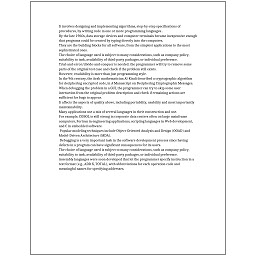 It involves designing and implementing algorithms, step-by-step specifications of
procedures, by writing code in one or more programming languages.
By the late 1960s, data storage devices and computer terminals became inexpensive enough
that programs could be created by typing directly into the computers.
They are the building blocks for all software, from the simplest applications to the most
sophisticated ones.
The choice of language used is subject to many considerations, such as company policy,
suitability to task, availability of third-party packages, or individual preference.
Trial-and-error/divide-and-conquer is needed: the programmer will try to remove some
parts of the original test case and check if the problem still exists.
However, readability is more than just programming style.
In the 9th century, the Arab mathematician Al-Kindi described a cryptographic algorithm
for deciphering encrypted code, in A Manuscript on Deciphering Cryptographic Messages.
When debugging the problem in a GUI, the programmer can try to skip some user
interaction from the original problem description and check if remaining actions are
sufficient for bugs to appear.
It affects the aspects of quality above, including portability, usability and most importantly
maintainability.
Many applications use a mix of several languages in their construction and use.
For example, COBOL is still strong in corporate data centers often on large mainframe
computers, Fortran in engineering applications, scripting languages in Web development,
and C in embedded software.
Popular modeling techniques include Object-Oriented Analysis and Design (OOAD) and
Model-Driven Architecture (MDA).
Debugging is a very important task in the software development process since having
defects in a program can have significant consequences for its users.
The choice of language used is subject to many considerations, such as company policy,
suitability to task, availability of third-party packages, or individual preference.
Assembly languages were soon developed that let the programmer specify instruction in a
text format (e.g., ADD X, TOTAL), with abbreviations for each operation code and
meaningful names for specifying addresses.